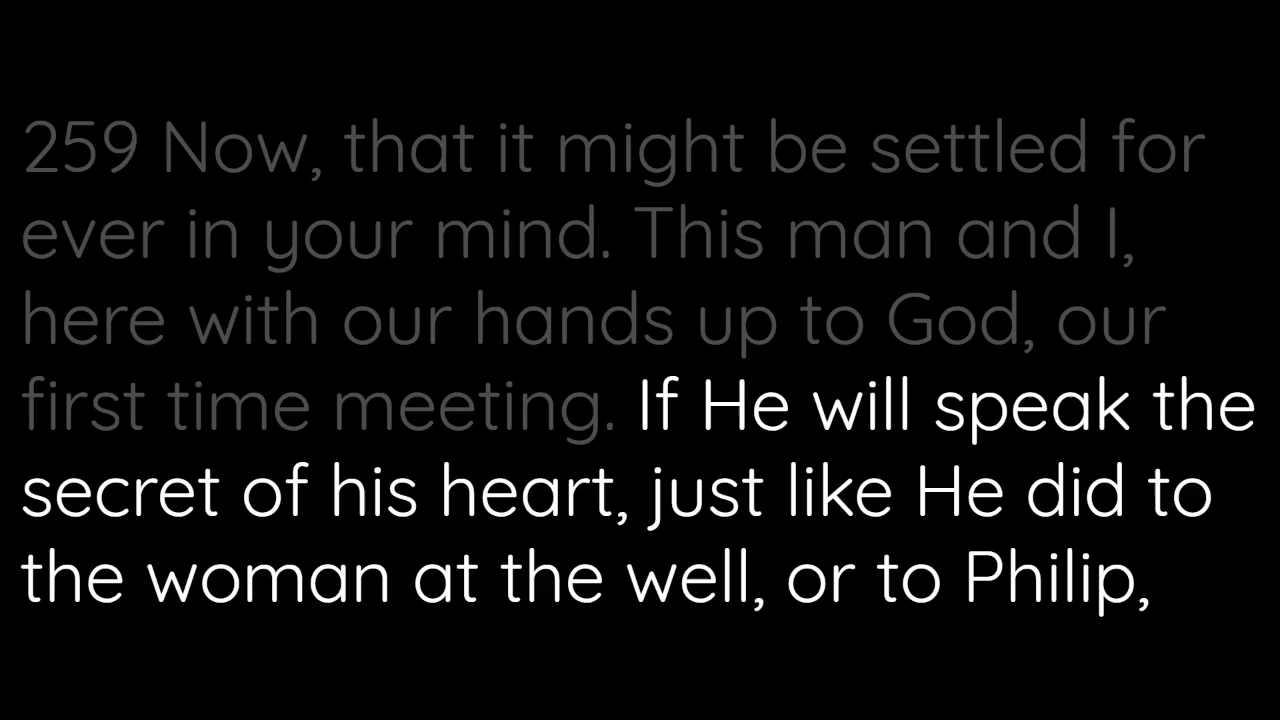 259 Now, that it might be settled for
ever in your mind. This man and I,
here with our hands up to God, our
first time meeting. If He will speak the
secret of his heart, just like He did to
the woman at the well, or to Philip,